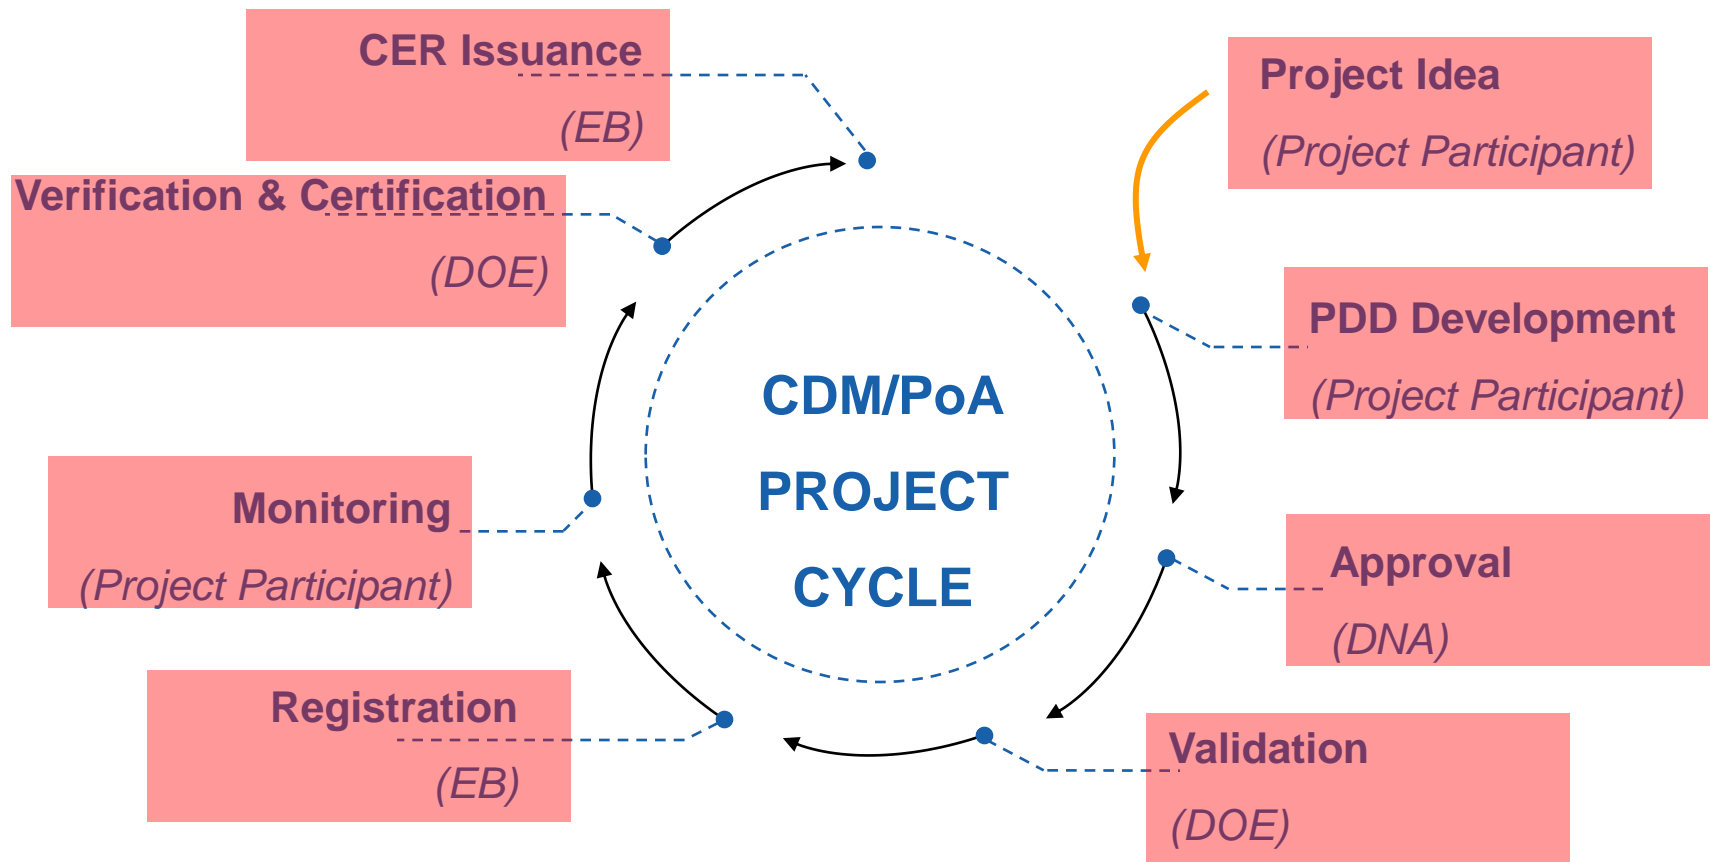 CER Issuance
(EB)
Project Idea
(Project Participant)
Verification & Certification
(DOE)
PDD Development
(Project Participant)
CDM/PoA
PROJECT
CYCLE
Monitoring
(Project Participant)
Approval
(DNA)
Registration
(EB)
Validation
(DOE)